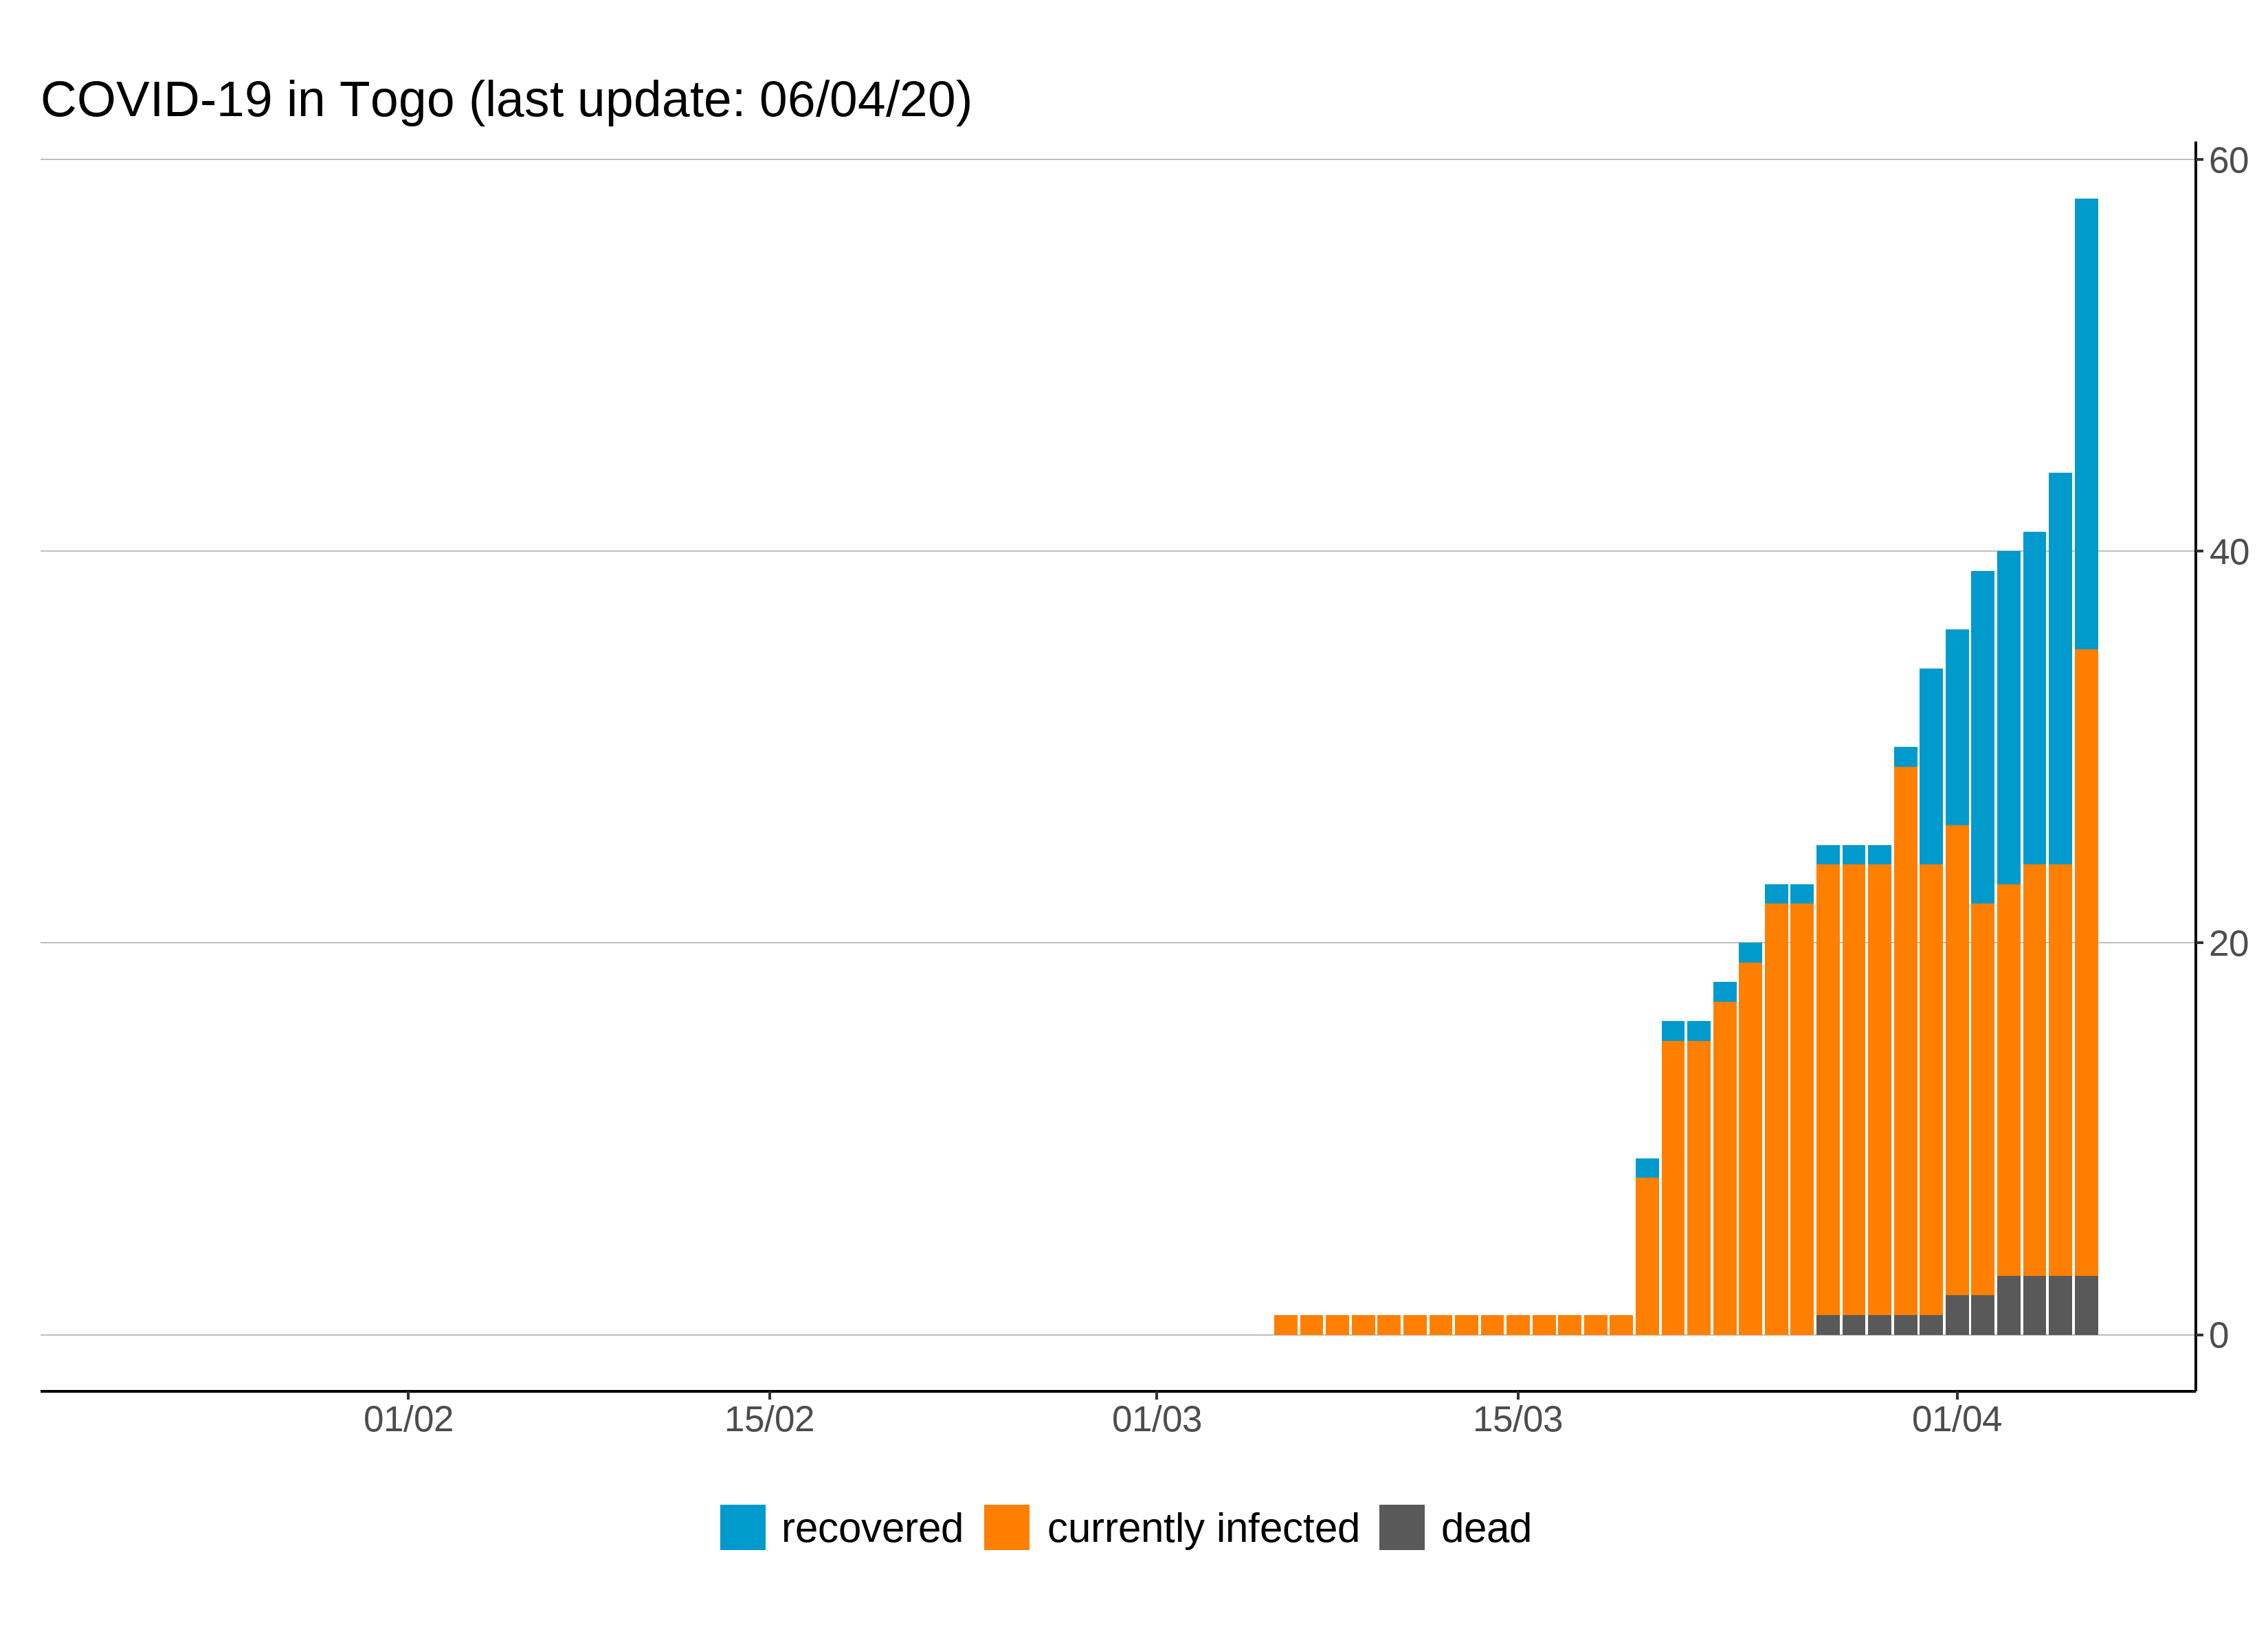 COVID-19 in Togo (last update: 06/04/20)
60
40
20
0
01/02 15/02 01/03 15/03 01/04
recovered currently infected dead